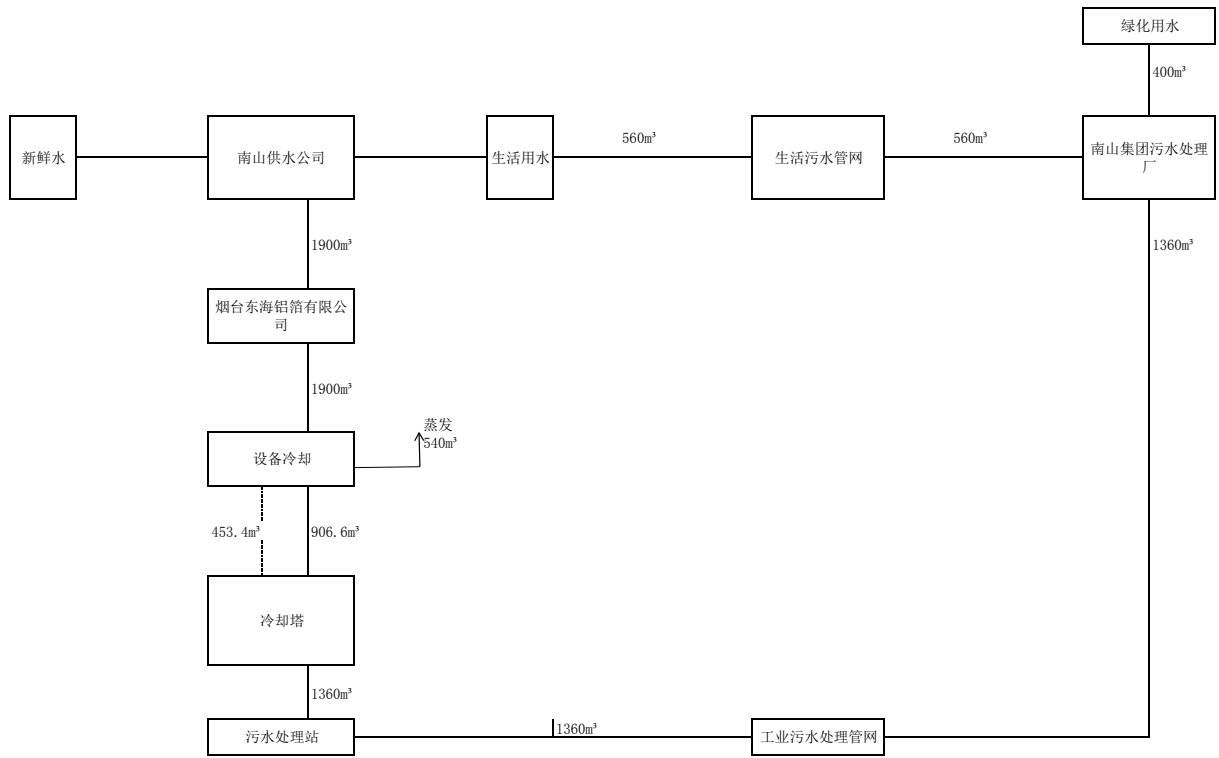 绿化用水
400m³
新鲜水
南山供水公司
生活用水
560m³
生活污水管网
560m³
南山集团污水处理
厂
1900m³
1360m³
烟台东海铝箔有限公
司
1900m³
蒸发
540m³
设备冷却
453.4m³
906.6m³
冷却塔
1360m³
污水处理站
1360m³
工业污水处理管网